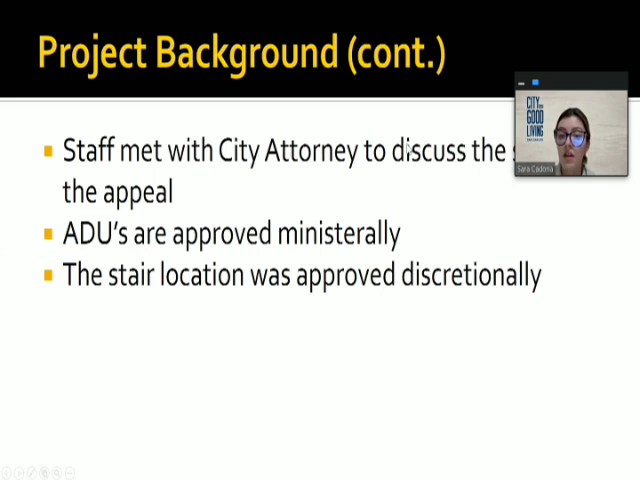 Project Background (cont.)
Staff met with City Attorney to discuss the
the appeal
ADU's are approved ministerally
The stair location was approved discretionally
CITY
GOOD
LIVING
Sara Cadona